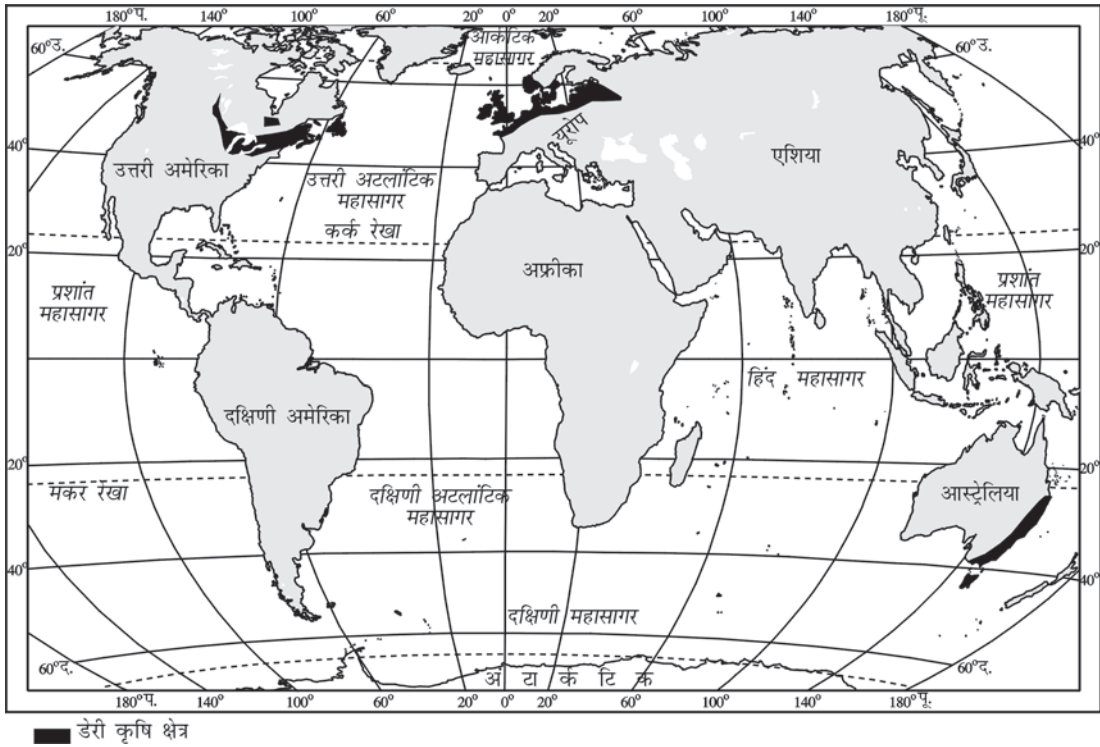 180°प. 140° 100° 60° 20° 0° 20° 60° 100° 140° 180°पू.
आर्कटिक
महासागर
60°उ. 60°उ.
यूरोप
40° 40°
एशिया
उत्तरी अमेरिका
उत्तरी अटलांटिक
महासागर
कर्क रेखा
20° 20°
अफ्रीका
प्रशांत
महासागर
प्रशांत
महासागर
हिंद महासागर
दक्षिणी अमेरिका
20° 20°
मकर रेखा
दक्षिणी अटलांटिक
महासागर
आस्ट्रेलिया
40° 40°
दक्षिणी महासागर
60°द. 60°द.
अंटार्कटिक
180°प. 140° 100° 60° 20° 0° 20° 60° 100° 140° 180°पू.
डेरी कृषि क्षेत्र